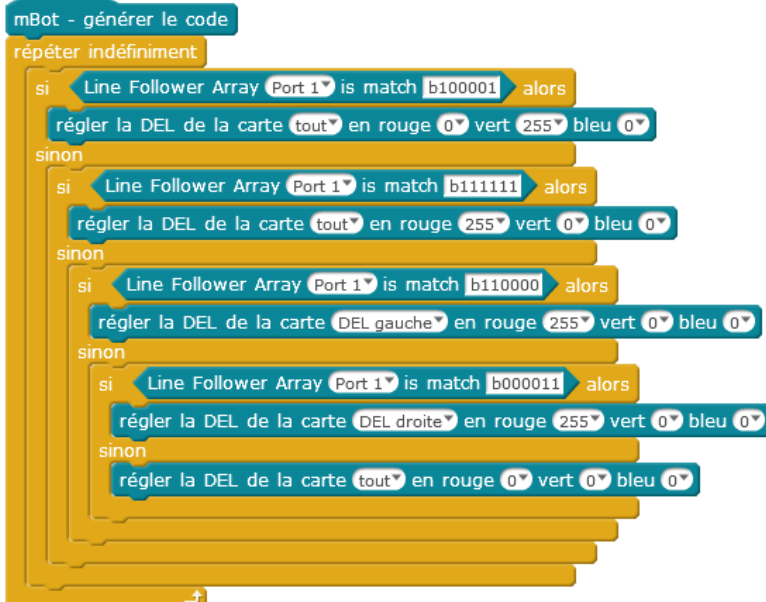 mBot - générer le code
répéter indéfiniment
si Line Follower Array Port 1 is match b100001 alors
régler la DEL de la carte tout en rouge 0 vert 255 bleu 0
sinon
si Line Follower Array Port 1 is match b111111 alors
régler la DEL de la carte tout en rouge 255 vert 0 bleu 0
sinon
si Line Follower Array Port 1 is match b110000 alors
régler la DEL de la carte DEL gauche en rouge 255 vert 0 bleu 0
sinon
si Line Follower Array Port 1 is match b000011 alors
régler la DEL de la carte DEL droite en rouge 255 vert 0 bleu 0
sinon
régler la DEL de la carte tout en rouge 0 vert 0 bleu 0